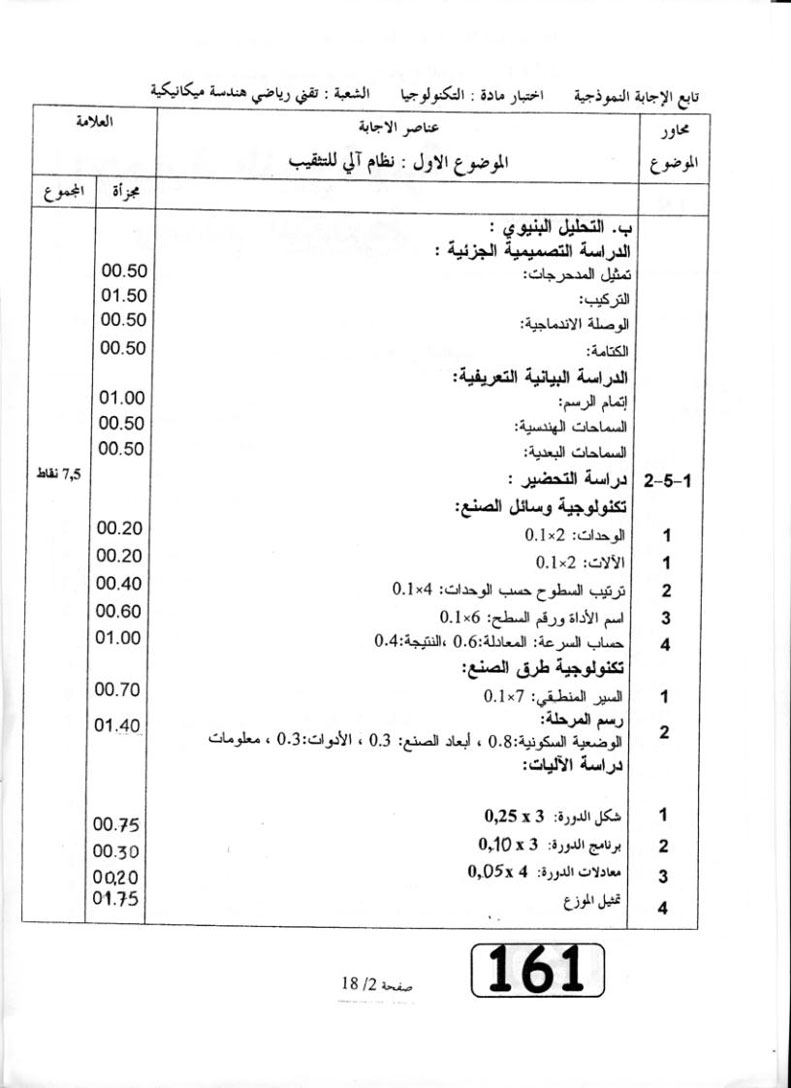 تابع الإجابة النموذجية اختبار مادة : التكنولوجيا الشعبة : تقني رياضي هندسة ميكانيكية
محاور الموضوع عناصر الاجابة العلامة
الموضوع الاول : نظام آلي للتثقيب
مجزأة المجموع
ب. التحليل البنيوي :
الدراسة التصميمية الجزئية :
تمثيل المدحرجات: 00.50
التركيب: 01.50
الوصلة الاندماجية: 00.50
الكتامة: 00.50
الدراسة البيانية التعريفية:
إتمام الرسم: 01.00
السماحات الهندسية: 00.50
السماحات البعدية: 00.50
2-5-1 دراسة التحضير : 7,5 نقاط
تكنولوجية وسائل الصنع:
1 الوحدات: 2×0.1 00.20
1 الآلات: 2×0.1 00.20
2 ترتيب السطوح حسب الوحدات: 4×0.1 00.40
3 اسم الأداة ورقم السطح: 6×0.1 00.60
4 حساب السرعة: المعادلة:0.6 ،النتيجة:0.4 01.00
تكنولوجية طرق الصنع:
1 السير المنطقي: 7×0.1 00.70
2 رسم المرحلة: 01.40
الوضعية السكونية:0.8 ، أبعاد الصنع: 0.3 ، الأدوات:0.3 ، معلومات
دراسة الآليات:
1 شكل الدورة: 3 x 0,25 00.75
2 برنامج الدورة: 3 x 0,10 00.30
3 معادلات الدورة: 4 x 0,05 00,20
4 تمثيل الموزع 01.75
161
صفحة 2/ 18